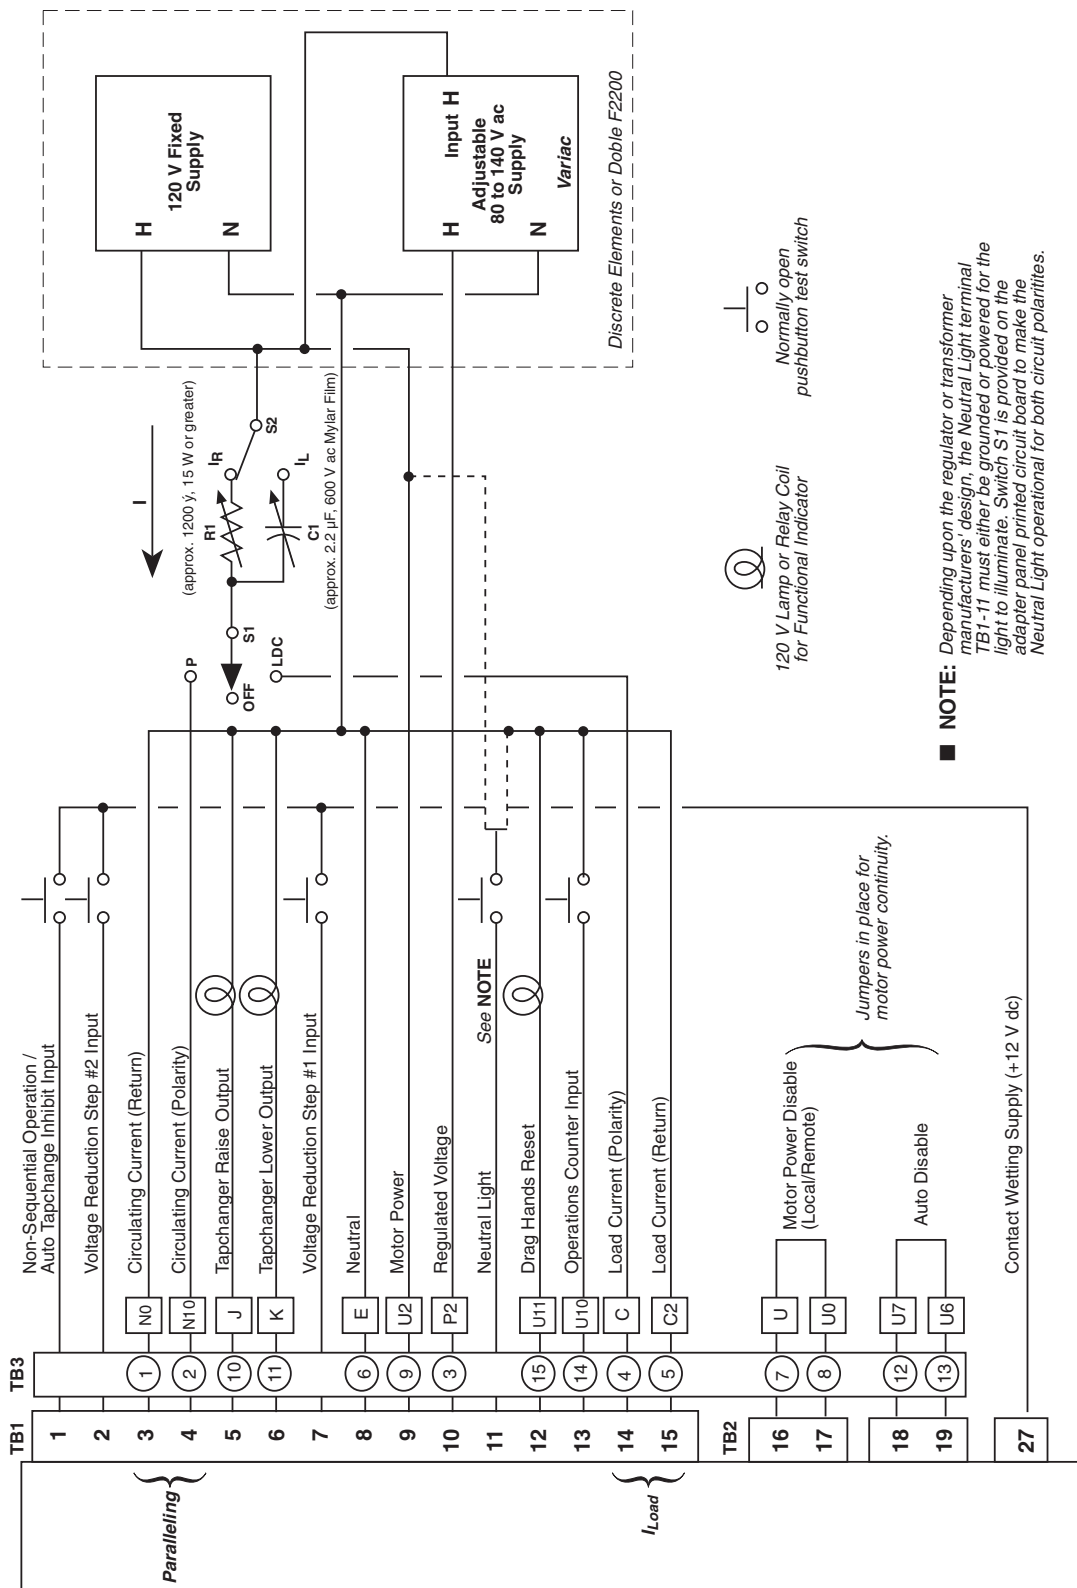 TB1
TB3
1
Non-Sequential Operation /
Auto Tapchange Inhibit Input
2
Voltage Reduction Step #2 Input
Paralleling
3
1
N0
Circulating Current (Return)
4
2
N10
Circulating Current (Polarity)
5
10
J
Tapchanger Raise Output
6
11
K
Tapchanger Lower Output
7
Voltage Reduction Step #1 Input
8
6
E
Neutral
9
9
U2
Motor Power
10
3
P2
Regulated Voltage
11
Neutral Light
See NOTE
12
15
U11
Drag Hands Reset
13
14
U10
Operations Counter Input
ILoad
14
4
C
Load Current (Polarity)
15
5
C2
Load Current (Return)
TB2
16
7
U
17
8
U0
Motor Power Disable
(Local/Remote)
18
12
U7
19
13
U6
Auto Disable
Jumpers in place for
motor power continuity.
27
Contact Wetting Supply (+12 V dc)
P
OFF
S1
LDC
I
(approx. 1200 ý, 15 W or greater)
R1
IR
S2
IL
C1
(approx. 2.2 µF, 600 V ac Mylar Film)
120 V Fixed
Supply
H
N
Input H
Adjustable
80 to 140 V ac
Supply
H
N
Variac
Discrete Elements or Doble F2200
120 V Lamp or Relay Coil
for Functional Indicator
Normally open
pushbutton test switch
■ NOTE: Depending upon the regulator or transformer
manufacturers' design, the Neutral Light terminal
TB1-11 must either be grounded or powered for the
light to illuminate. Switch S1 is provided on the
adapter panel printed circuit board to make the
Neutral Light operational for both circuit polaritites.